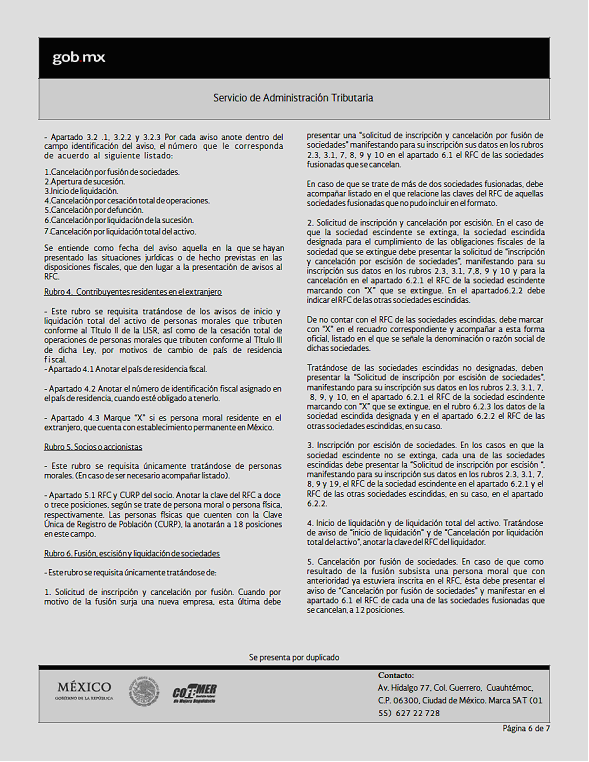 gob.mx
Servicio de Administración Tributaria
- Apartado 3.2 .1, 3.2.2 y 3.2.3 Por cada aviso anote dentro del
campo identificación del aviso, el número que le corresponda
de acuerdo al siguiente listado:
1.Cancelación por fusión de sociedades.
2.Apertura de sucesión.
3.Inicio de liquidación.
4.Cancelación por cesación total de operaciones.
5.Cancelación por defunción.
6.Cancelación por liquidación de la sucesión.
7.Cancelación por liquidación total del activo.
Se entiende como fecha del aviso aquella en la que se hayan
presentado las situaciones jurídicas o de hecho previstas en las
disposiciones fiscales, que den lugar a la presentación de avisos al
RFC.
Rubro 4. Contribuyentes residentes en el extranjero
- Este rubro se requisita tratándose de los avisos de inicio y
liquidación total del activo de personas morales que tributen
conforme al Título II de la LISR, así como de la cesación total de
operaciones de personas morales que tributen conforme al Título III
de dicha Ley, por motivos de cambio de país de residencia
fiscal.
- Apartado 4.1 Anotar el país de residencia fiscal.
- Apartado 4.2 Anotar el número de identificación fiscal asignado en
el país de residencia, cuando esté obligado a tenerlo.
- Apartado 4.3 Marque "X" si es persona moral residente en el
extranjero, que cuenta con establecimiento permanente en México.
Rubro 5. Socios o accionistas
- Este rubro se requisita únicamente tratándose de personas
morales. (En caso de ser necesario acompañar listado).
- Apartado 5.1 RFC y CURP del socio. Anotar la clave del RFC a doce
o trece posiciones, según se trate de persona moral o persona física,
respectivamente. Las personas físicas que cuenten con la Clave
Única de Registro de Población (CURP), la anotarán a 18 posiciones
en este campo.
Rubro 6. Fusión, escisión y liquidación de sociedades
- Este rubro se requisita únicamente tratándose de:
1. Solicitud de inscripción y cancelación por fusión. Cuando por
motivo de la fusión surja una nueva empresa, esta última debe
presentar una "solicitud de inscripción y cancelación por fusión de
sociedades" manifestando para su inscripción sus datos en los rubros
2.3, 3.1, 7, 8, 9 y 10 en el apartado 6.1 el RFC de las sociedades
fusionadas que se cancelan.
En caso de que se trate de más de dos sociedades fusionadas, debe
acompañar listado en el que relacione las claves del RFC de aquellas
sociedades fusionadas que no pudo incluir en el formato.
2. Solicitud de inscripción y cancelación por escisión. En el caso de
que la sociedad escindente se extinga, la sociedad escindida
designada para el cumplimiento de las obligaciones fiscales de la
sociedad que se extingue debe presentar la solicitud de "inscripción
y cancelación por escisión de sociedades", manifestando para su
inscripción sus datos en los rubros 2.3, 3.1, 7,8, 9 y 10 y para la
cancelación en el apartado 6.2.1 el RFC de la sociedad escindente
marcando con "X" que se extingue. En el apartado6.2.2 debe
indicar el RFC de las otras sociedades escindidas.
De no contar con el RFC de las sociedades escindidas, debe marcar
con "X" en el recuadro correspondiente y acompañar a esta forma
oficial, listado en el que se señale la denominación o razón social de
dichas sociedades.
Tratándose de las sociedades escindidas no designadas, deben
presentar la "Solicitud de inscripción por escisión de sociedades",
manifestando para su inscripción sus datos en los rubros 2.3, 3.1, 7,
8, 9 y 10, en el apartado 6.2.1 el RFC de la sociedad escindente
marcando con "X" que se extingue, en el rubro 6.2.3 los datos de la
sociedad escindida designada y en el apartado 6.2.2 el RFC de las
otras sociedades escindidas, en su caso.
3. Inscripción por escisión de sociedades. En los casos en que la
sociedad escindente no se extinga, cada una de las sociedades
escindidas debe presentar la "Solicitud de inscripción por escisión ",
manifestando para su inscripción sus datos en los rubros 2.3, 3.1, 7,
8, 9 y 19, el RFC de la sociedad escindente en el apartado 6.2.1 y el
RFC de las otras sociedades escindidas, en su caso, en el apartado
6.2.2.
4. Inicio de liquidación y de liquidación total del activo. Tratándose
de aviso de "inicio de liquidación" y de "Cancelación por liquidación
total del activo", anotar la clave del RFC del liquidador.
5. Cancelación por fusión de sociedades. En caso de que como
resultado de la fusión subsista una persona moral que con
anterioridad ya estuviera inscrita en el RFC, ésta debe presentar el
aviso de "Cancelación por fusión de sociedades" y manifestar en el
apartado 6.1 el RFC de cada una de las sociedades fusionadas que
se cancelan, a 12 posiciones.
Se presenta por duplicado
MÉXICO
GOBIERNO DE LA REPÚBLICA
COFEMER
de Mejora Regulatoria
Contacto:
Av. Hidalgo 77, Col. Guerrero, Cuauhtémoc,
C.P. 06300, Ciudad de México. Marca SAT (01
55) 627 22 728
Página 6 de 7